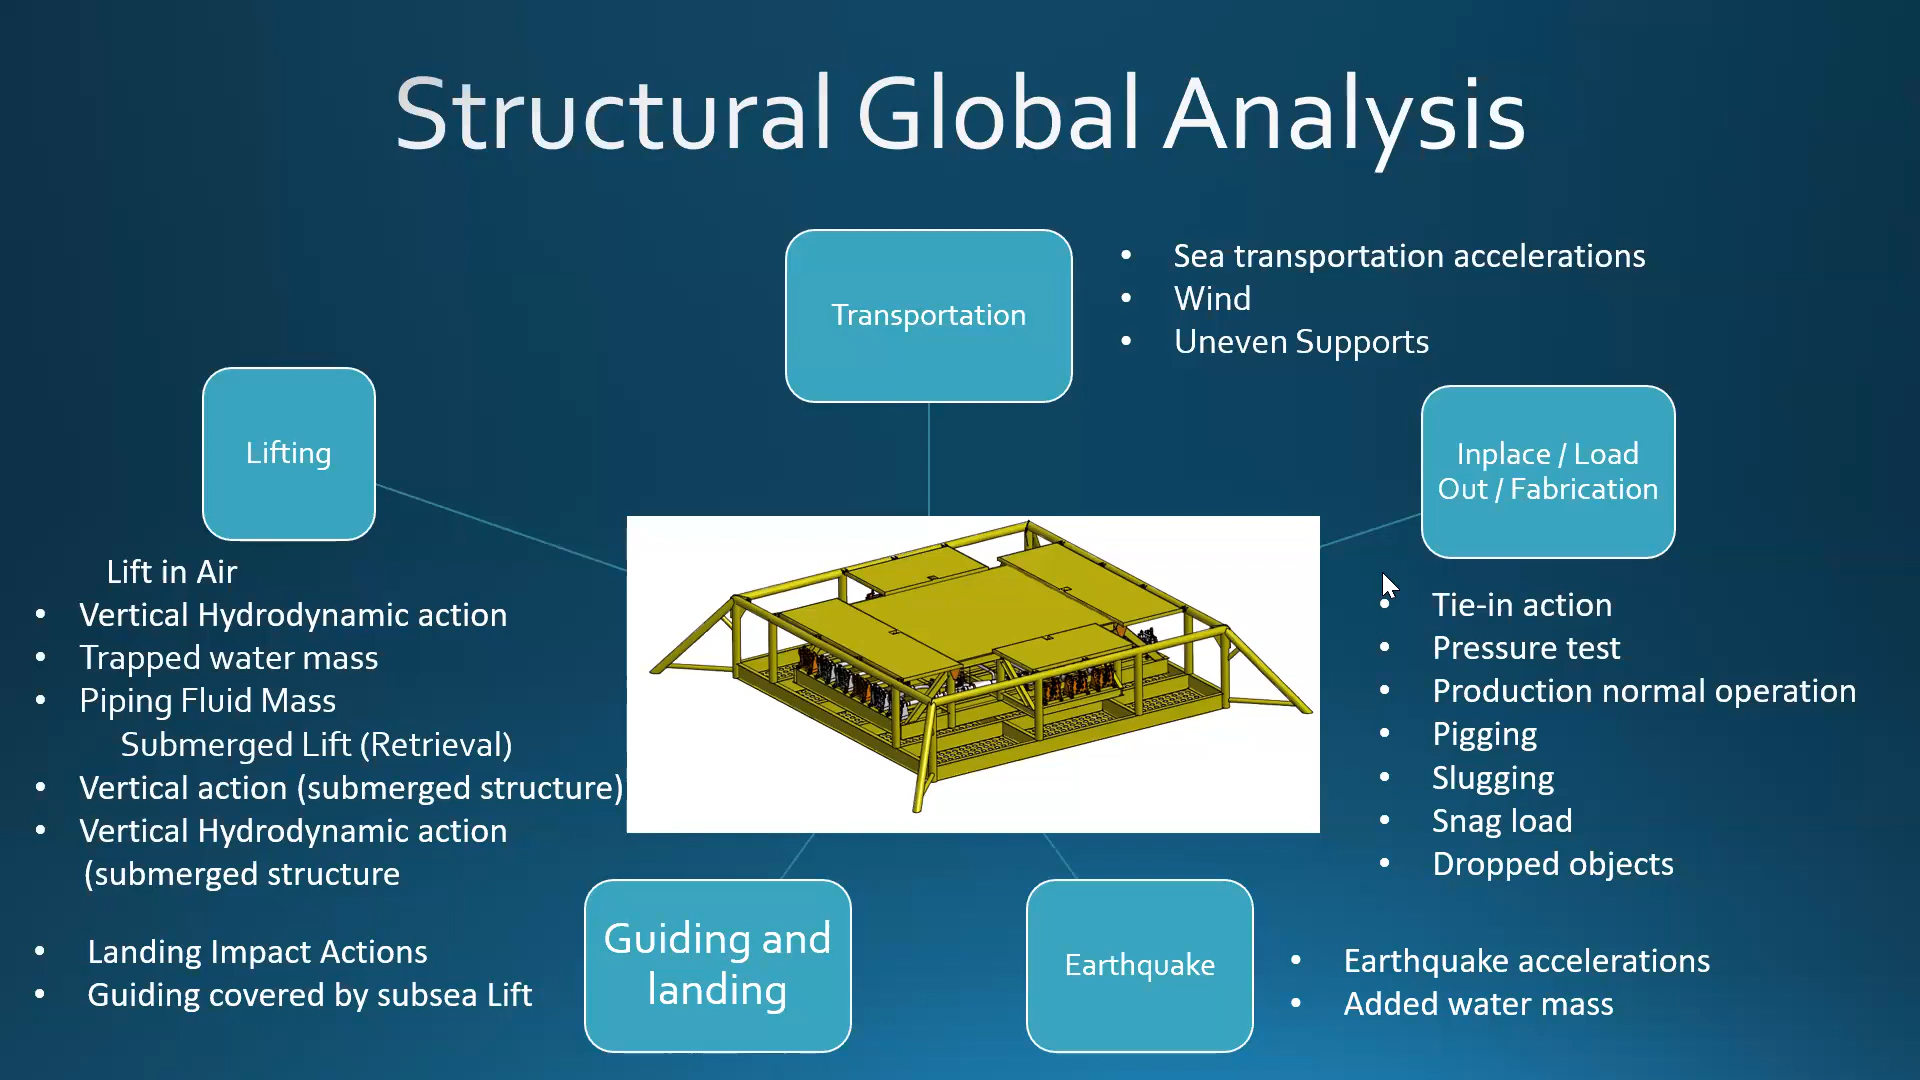 Structural Global Analysis
Transportation
• Sea transportation accelerations
• Wind
• Uneven Supports
Lifting
Lift in Air
• Vertical Hydrodynamic action
• Trapped water mass
• Piping Fluid Mass
Submerged Lift (Retrieval)
• Vertical action (submerged structure)
• Vertical Hydrodynamic action
(submerged structure
Inplace / Load
Out / Fabrication
• Tie-in action
• Pressure test
• Production normal operation
• Pigging
• Slugging
• Snag load
• Dropped objects
• Landing Impact Actions
• Guiding covered by subsea Lift
Guiding and
landing
Earthquake
• Earthquake accelerations
• Added water mass